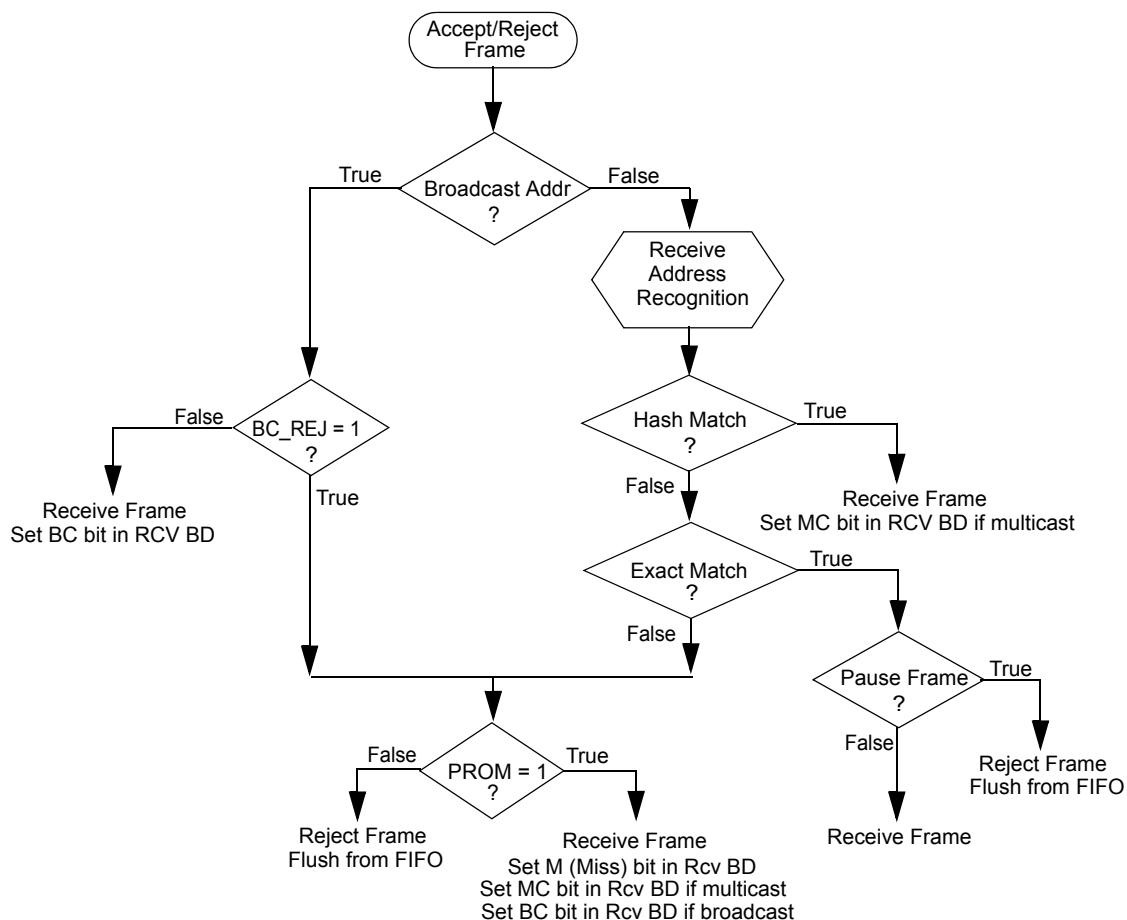 Accept/Reject
Frame
True
False
Broadcast Addr
?
Receive
Address
Recognition
False
BC_REJ = 1
?
True
Hash Match
?
True
False
Receive Frame
Set BC bit in RCV BD
Receive Frame
Set MC bit in RCV BD if multicast
Exact Match
?
True
False
Pause Frame
?
True
False
False
PROM = 1
?
True
Reject Frame
Flush from FIFO
Receive Frame
Reject Frame
Flush from FIFO
Receive Frame
Set M (Miss) bit in Rcv BD
Set MC bit in Rcv BD if multicast
Set BC bit in Rcv BD if broadcast